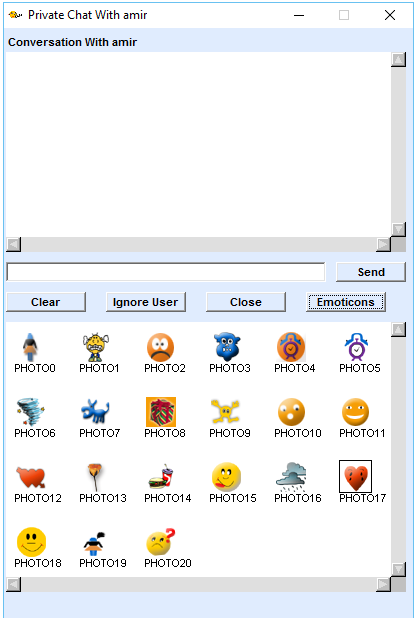 Private Chat With amir
Conversation With amir
Send
Clear Ignore User Close Emoticons
PHOTO0 PHOTO1 PHOTO2 PHOTO3 PHOTO4 PHOTO5
PHOTO6 PHOTO7 PHOTO8 PHOTO9 PHOTO10 PHOTO11
PHOTO12 PHOTO13 PHOTO14 PHOTO15 PHOTO16 PHOTO17
PHOTO18 PHOTO19 PHOTO20